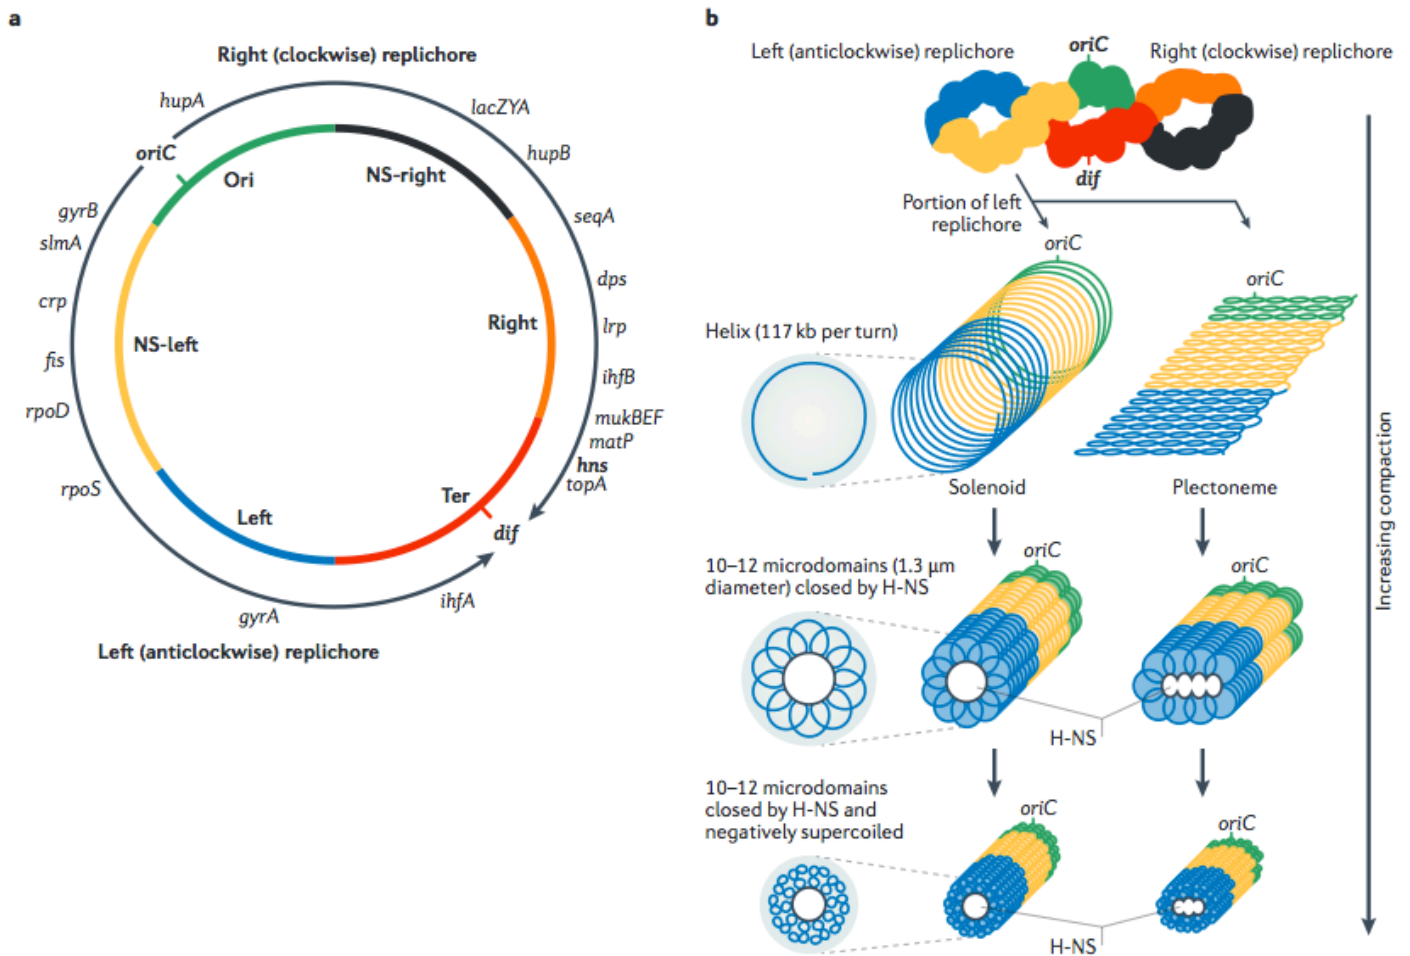 a
Right (clockwise) replichore
hupA
lacZYA
oriC
hupB
Ori
NS-right
gyrB
seqA
slmA
dps
crp
lrp
Right
NS-left
fis
ihfB
rpoD
mukBEF
matP
hns
topA
rpoS
Ter
Left
dif
ihfA
gyrA
Left (anticlockwise) replichore
b
Left (anticlockwise) replichore
oriC
Right (clockwise) replichore
dif
Portion of left
replichore
oriC
oriC
Helix (117 kb per turn)
Solenoid
Plectoneme
10–12 microdomains (1.3 μm
diameter) closed by H-NS
oriC
oriC
H-NS
10–12 microdomains
closed by H-NS and
negatively supercoiled
oriC
oriC
H-NS
Increasing compaction